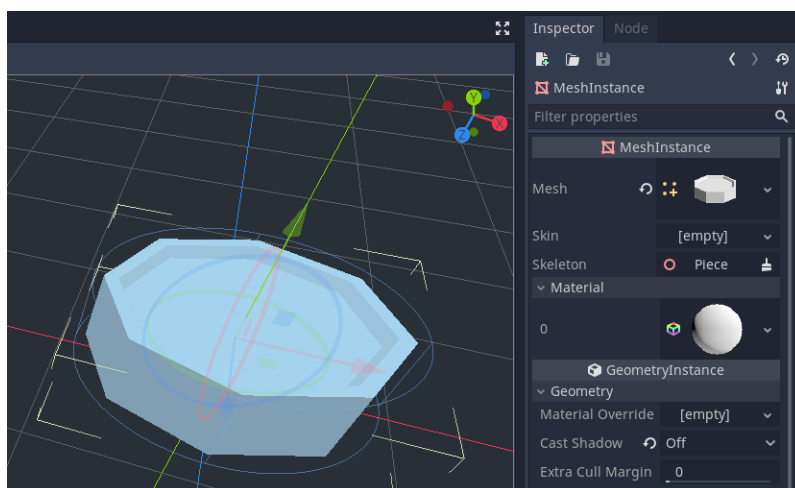 Inspector Node
MeshInstance
Filter properties
MeshInstance
Mesh
Skin [empty]
Skeleton Piece
Material
0
GeometryInstance
Geometry
Material Override [empty]
Cast Shadow Off
Extra Cull Margin 0
Y
X
Z